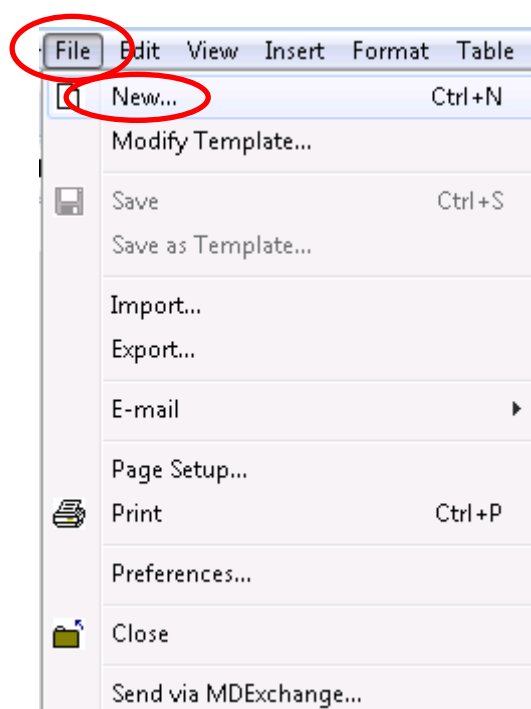 File Edit View Insert Format Table
New... Ctrl+N
Modify Template...
Save Ctrl+S
Save as Template...
Import...
Export...
E-mail
Page Setup...
Print Ctrl+P
Preferences...
Close
Send via MDExchange...